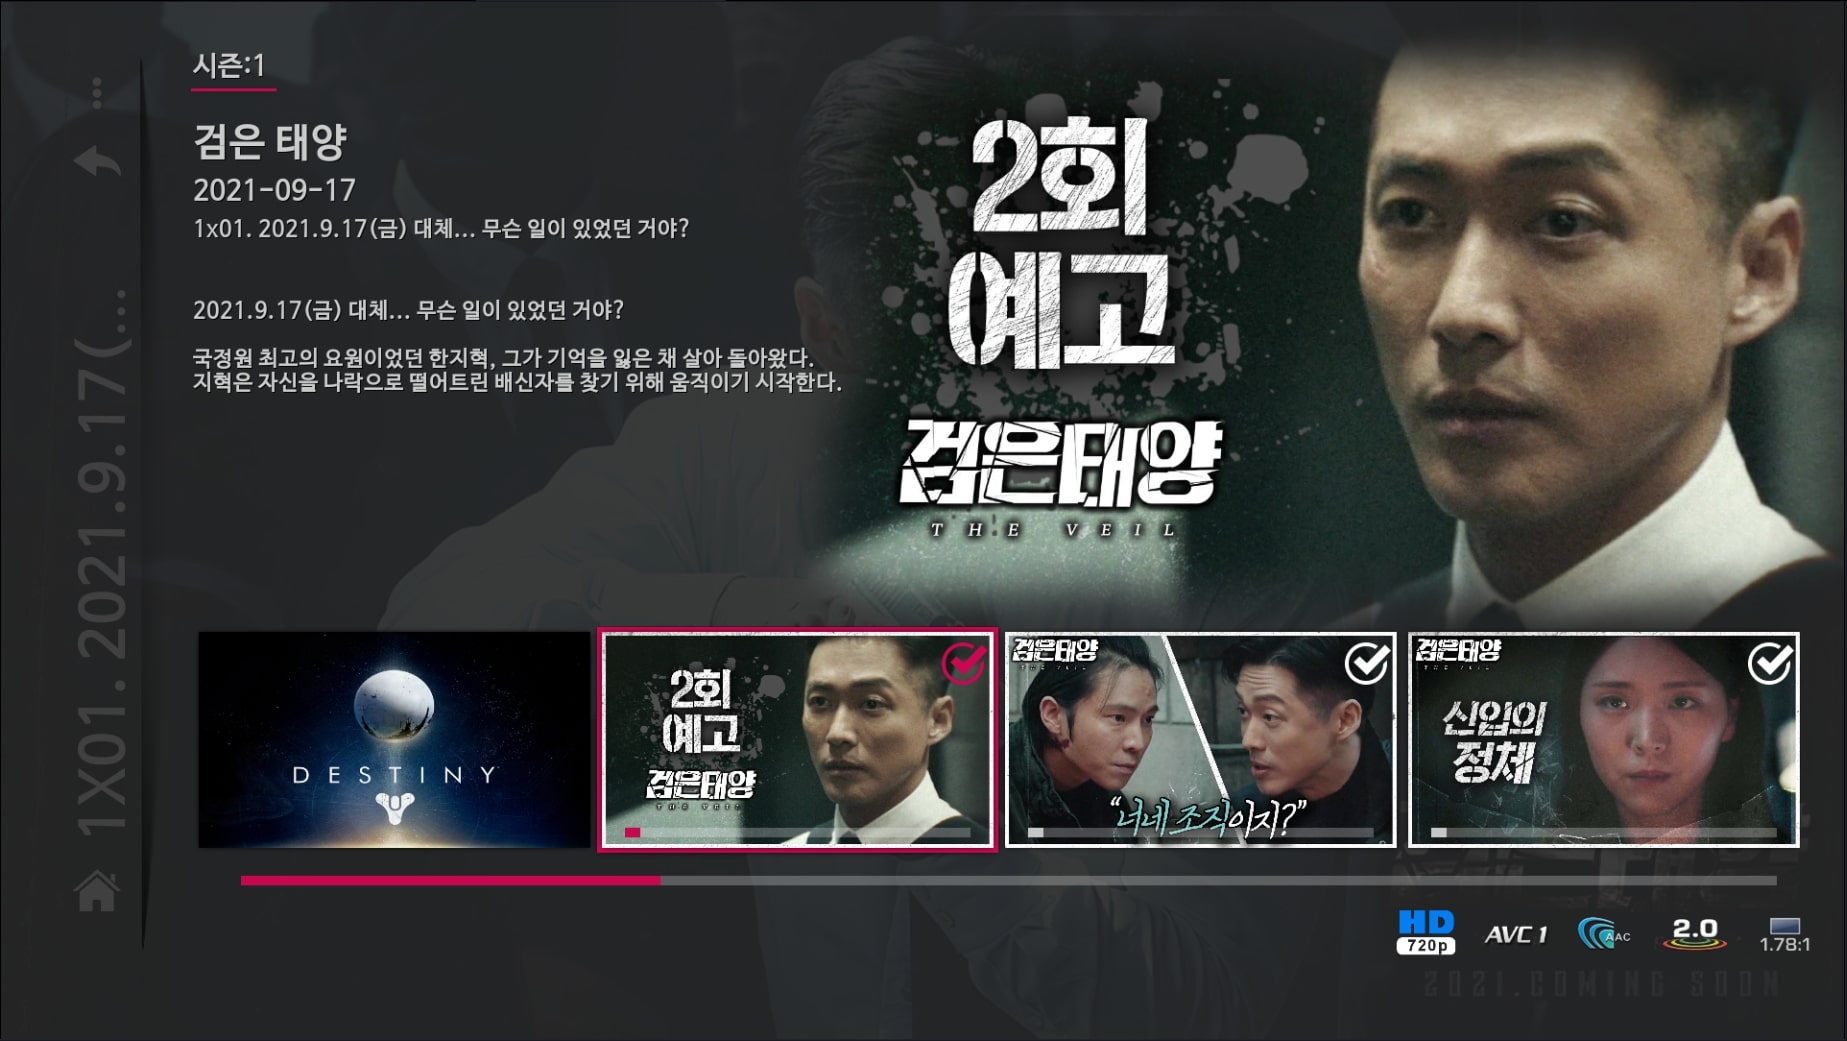 시즌:1
검은 태양
2021-09-17
1x01. 2021.9.17(금) 대체... 무슨 일이 있었던 거야?
2021.9.17(금) 대체... 무슨 일이 있었던 거야?
국정원 최고의 요원이었던 한지혁, 그가 기억을 잃은 채 살아 돌아왔다.
지혁은 자신을 나락으로 떨어트린 배신자를 찾기 위해 움직이기 시작한다.
1X01. 2021.9.17(...
2회
예고
검은태양
THE VEIL
DESTINY
2회
예고
검은태양
THE VEIL
검은태양
THE VEIL
“너네 조직이지?”
검은태양
THE VEIL
신입의
정체
HD
720p
AVC 1
AAC
2.0
1.78:1
2021.COMING SOON